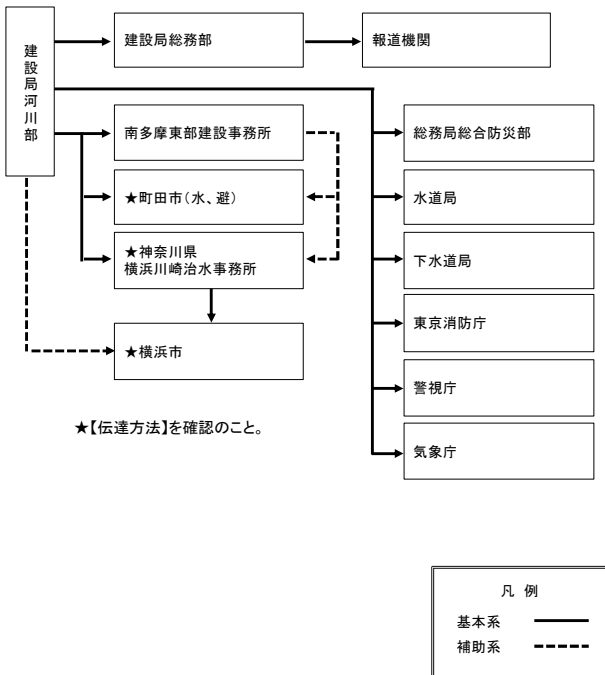 建設局河川部
建設局総務部
報道機関
南多摩東部建設事務所
★町田市（水、避）
★神奈川県
横浜川崎治水事務所
★横浜市
総務局総合防災部
水道局
下水道局
東京消防庁
警視庁
気象庁
★【伝達方法】を確認のこと。
凡 例
基本系
補助系